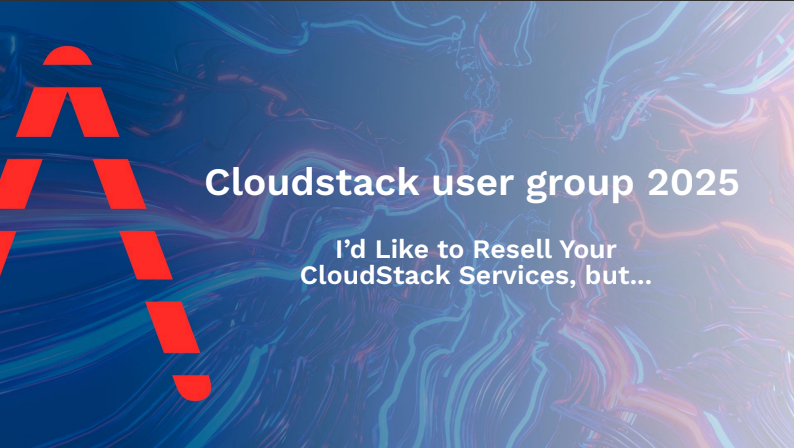 Cloudstack user group 2025
I’d Like to Resell Your
CloudStack Services, but...